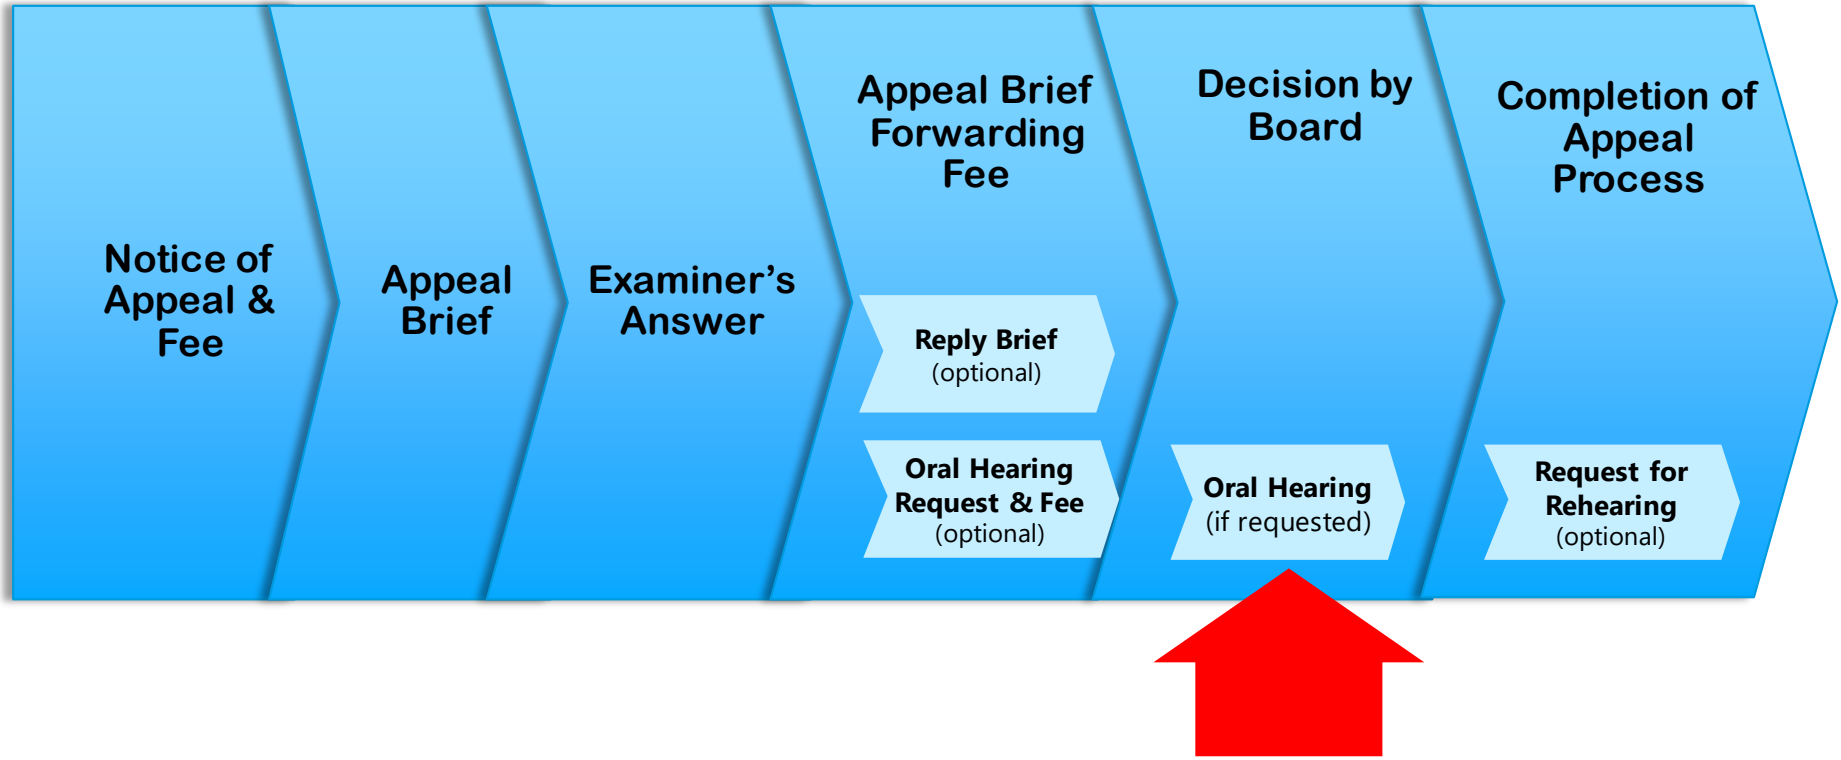 Notice of
Appeal &
Fee
Appeal
Brief
Examiner’s
Answer
Appeal Brief
Forwarding
Fee
Reply Brief
(optional)
Oral Hearing
Request & Fee
(optional)
Decision by
Board
Oral Hearing
(if requested)
Completion of
Appeal
Process
Request for
Rehearing
(optional)